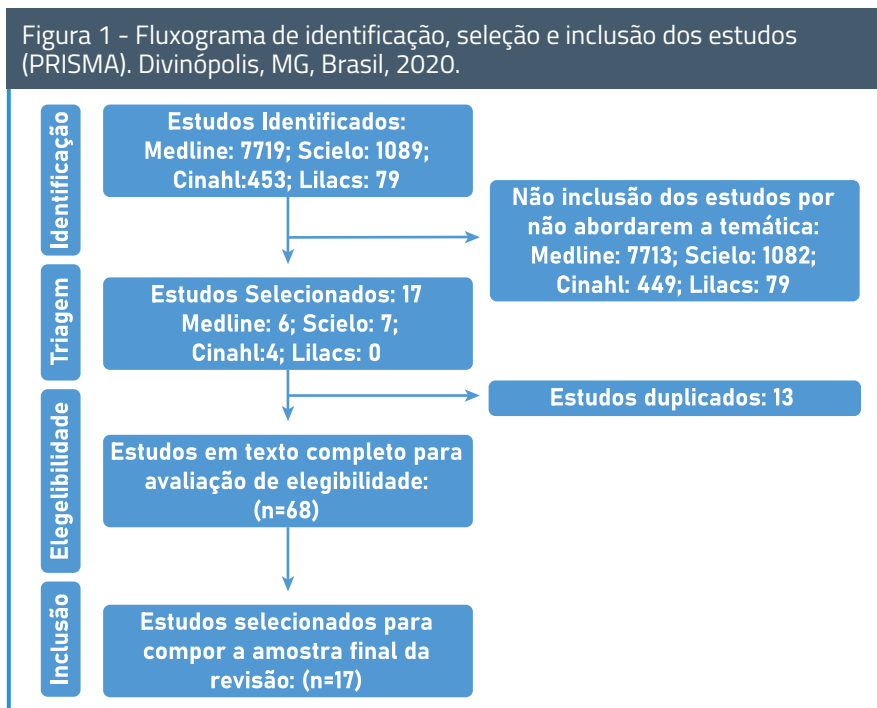 Figura 1 - Fluxograma de identificação, seleção e inclusão dos estudos
(PRISMA). Divinópolis, MG, Brasil, 2020.
Identificação
Estudos Identificados:
Medline: 7719; Scielo: 1089;
Cinahl:453; Lilacs: 79
Não inclusão dos estudos por
não abordarem a temática:
Medline: 7713; Scielo: 1082;
Cinahl: 449; Lilacs: 79
Triagem
Estudos Selecionados: 17
Medline: 6; Scielo: 7;
Cinahl:4; Lilacs: 0
Estudos duplicados: 13
Elegelibilidade
Estudos em texto completo para
avaliação de elegibilidade:
(n=68)
Inclusão
Estudos selecionados para
compor a amostra final da
revisão: (n=17)